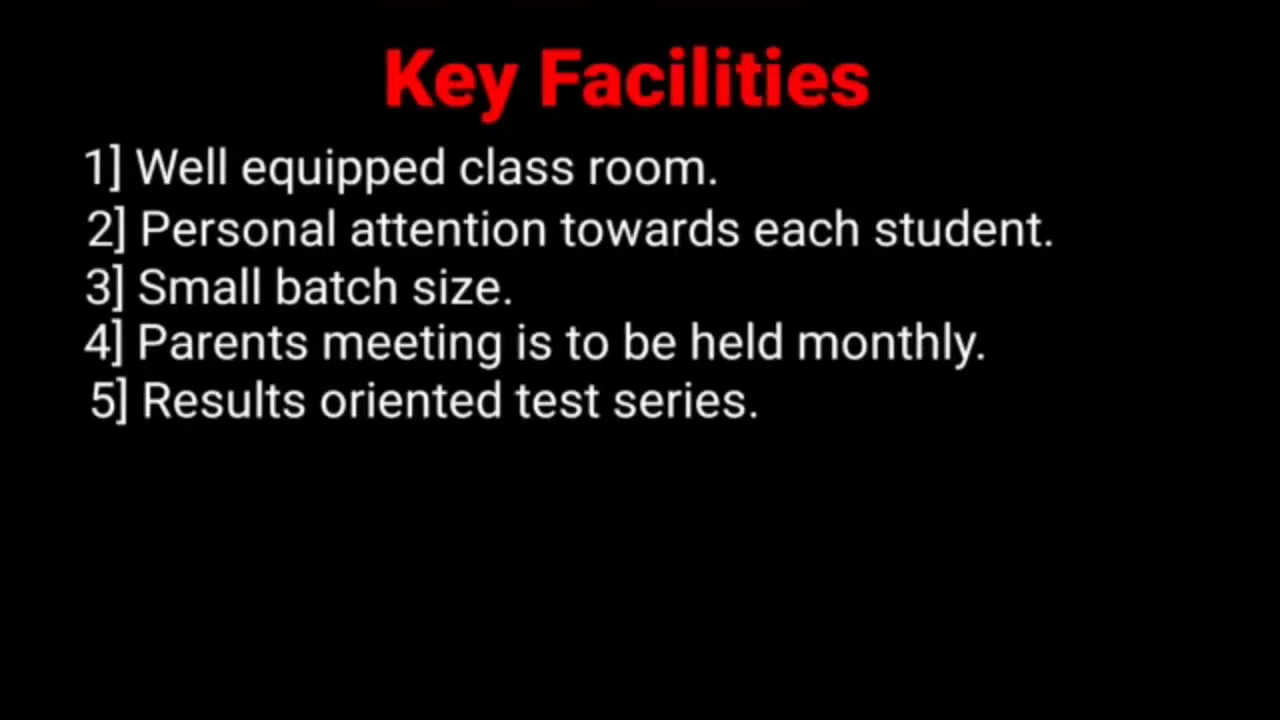 Key Facilities
1] Well equipped class room.
2] Personal attention towards each student.
3] Small batch size.
4] Parents meeting is to be held monthly.
5] Results oriented test series.